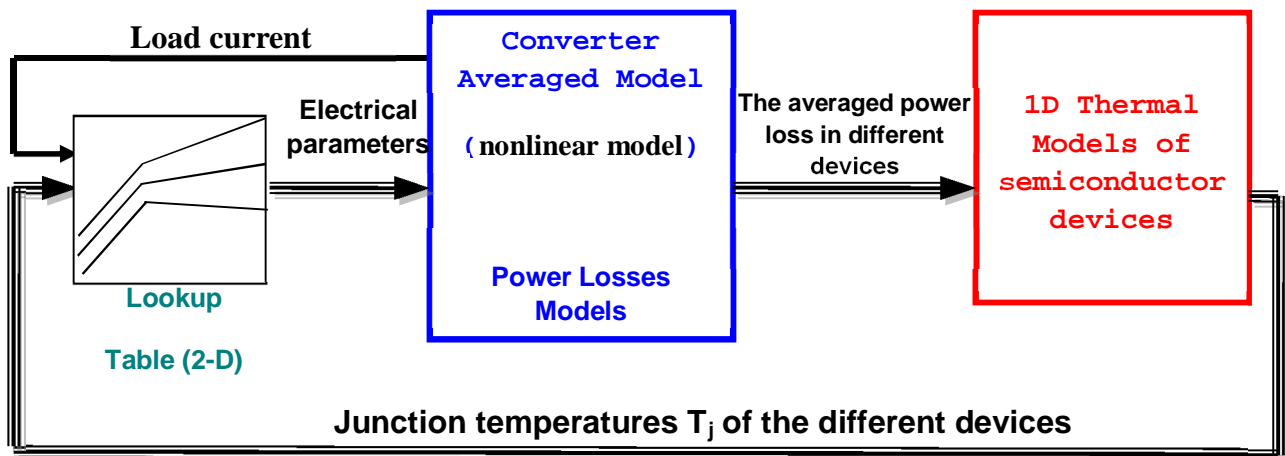 Load current
Electrical
parameters
Lookup
Table (2-D)
Converter
Averaged Model
(nonlinear model)
Power Losses
Models
The averaged power
loss in different
devices
1D Thermal
Models of
semiconductor
devices
Junction temperatures Tj of the different devices